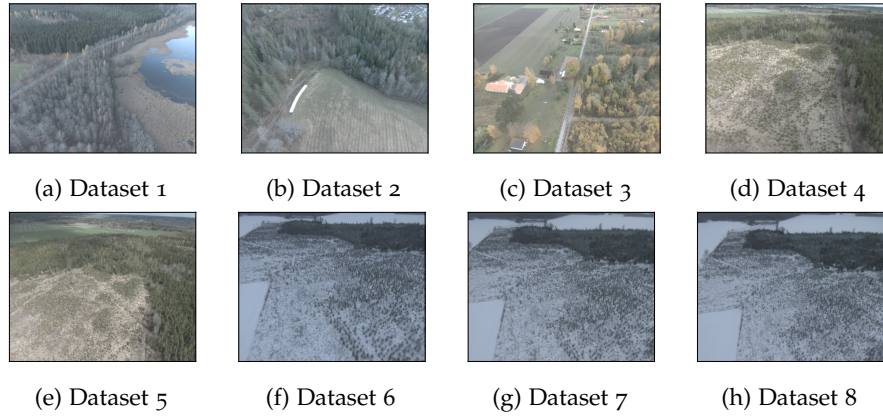 (a) Dataset 1
(b) Dataset 2
(c) Dataset 3
(d) Dataset 4
(e) Dataset 5
(f) Dataset 6
(g) Dataset 7
(h) Dataset 8